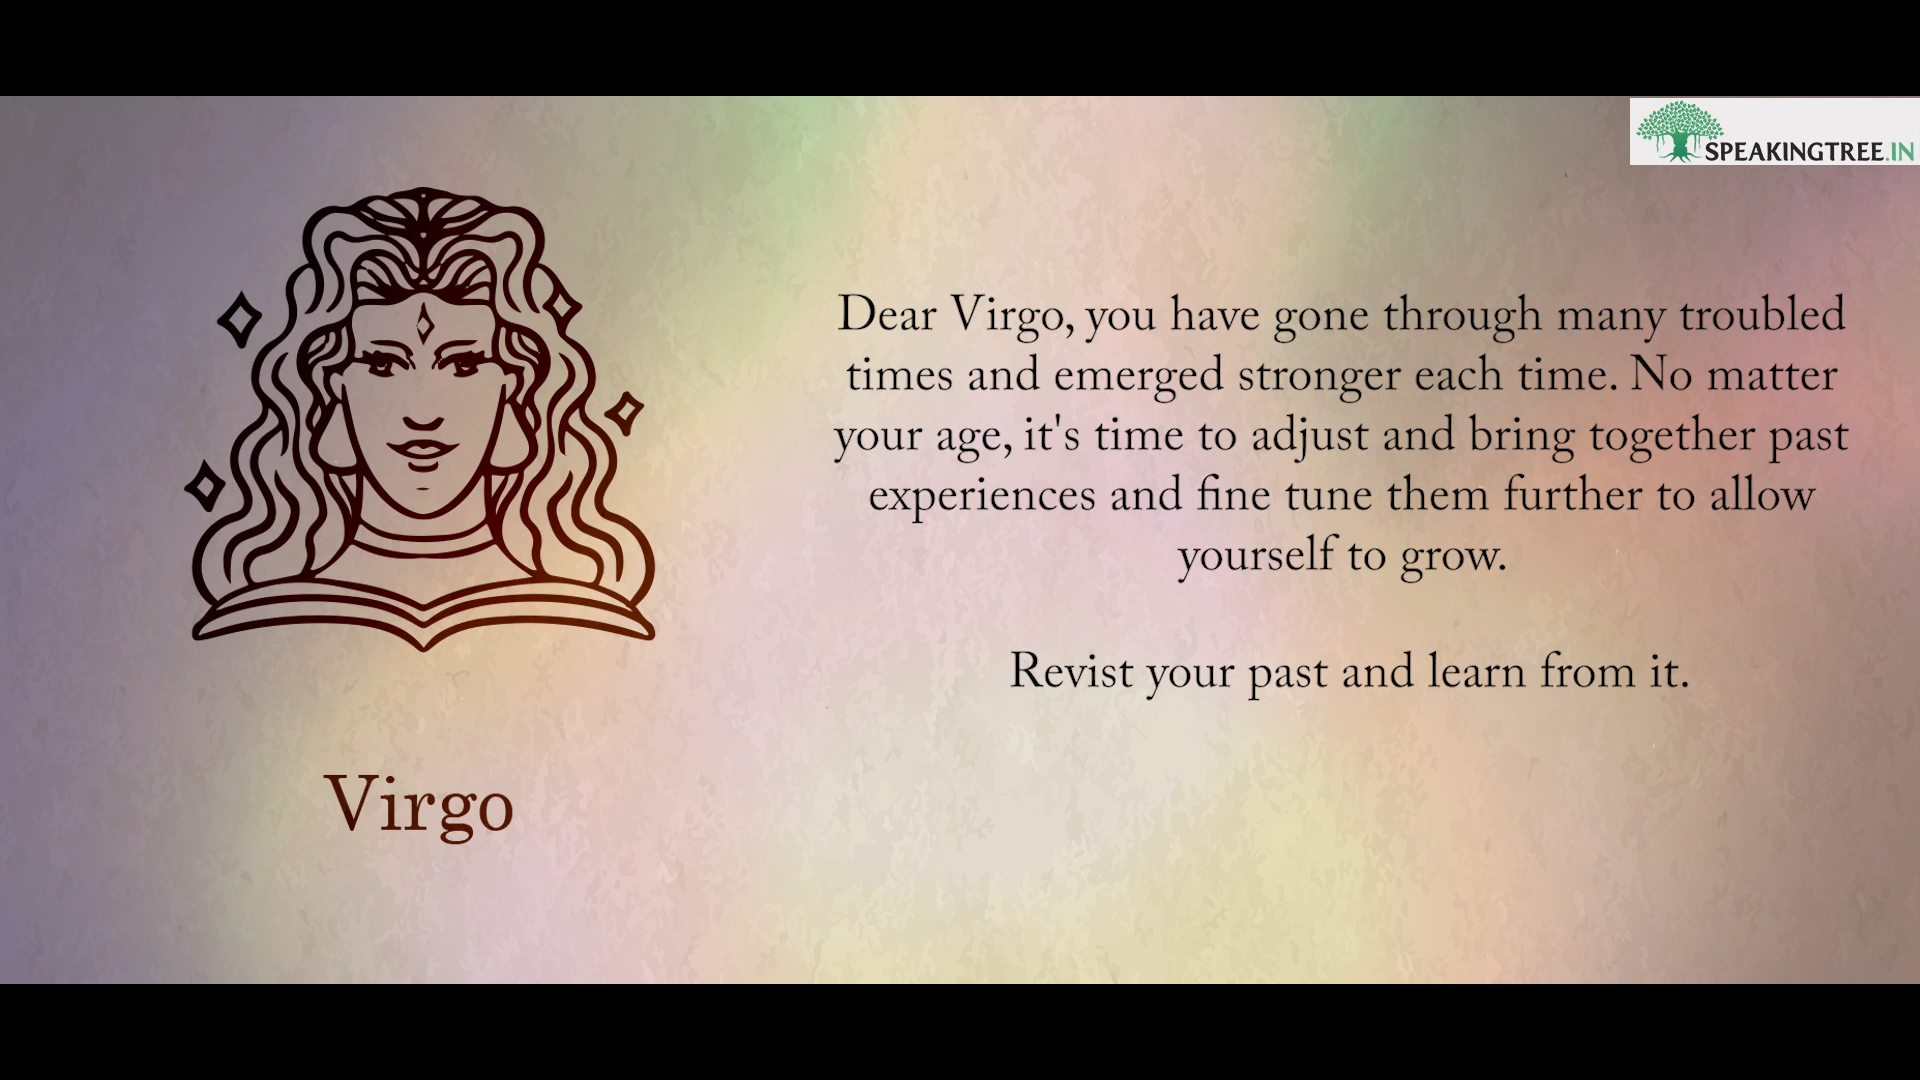 SPEAKINGTREE.IN
Dear Virgo, you have gone through many troubled
times and emerged stronger each time. No matter
your age, it's time to adjust and bring together past
experiences and fine tune them further to allow
yourself to grow.
Revist your past and learn from it.
Virgo